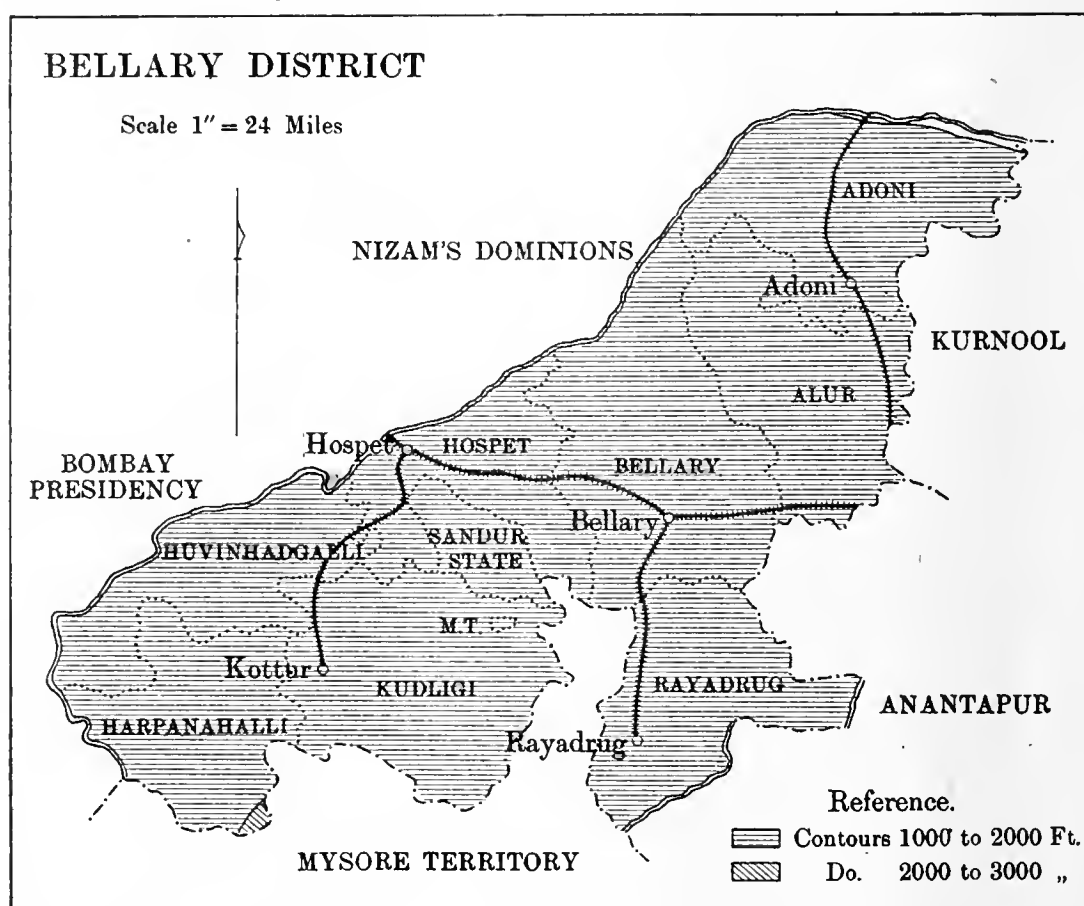 BELLARY DISTRICT
Scale 1″ = 24 Miles
ADONI
NIZAM'S DOMINIONS
Adoni
KURNOOL
ALUR
Hospet
HOSPET
BOMBAY
PRESIDENCY
BELLARY
Bellary
SANDUR
STATE
HUVINHADGALLI
M.T.
Kottur
KUDLIGI
RAYADRUG
ANANTAPUR
HARPANAHALLI
Rayadrug
MYSORE TERRITORY
Reference.
Contours 1000 to 2000 Ft.
Do. 2000 to 3000 „